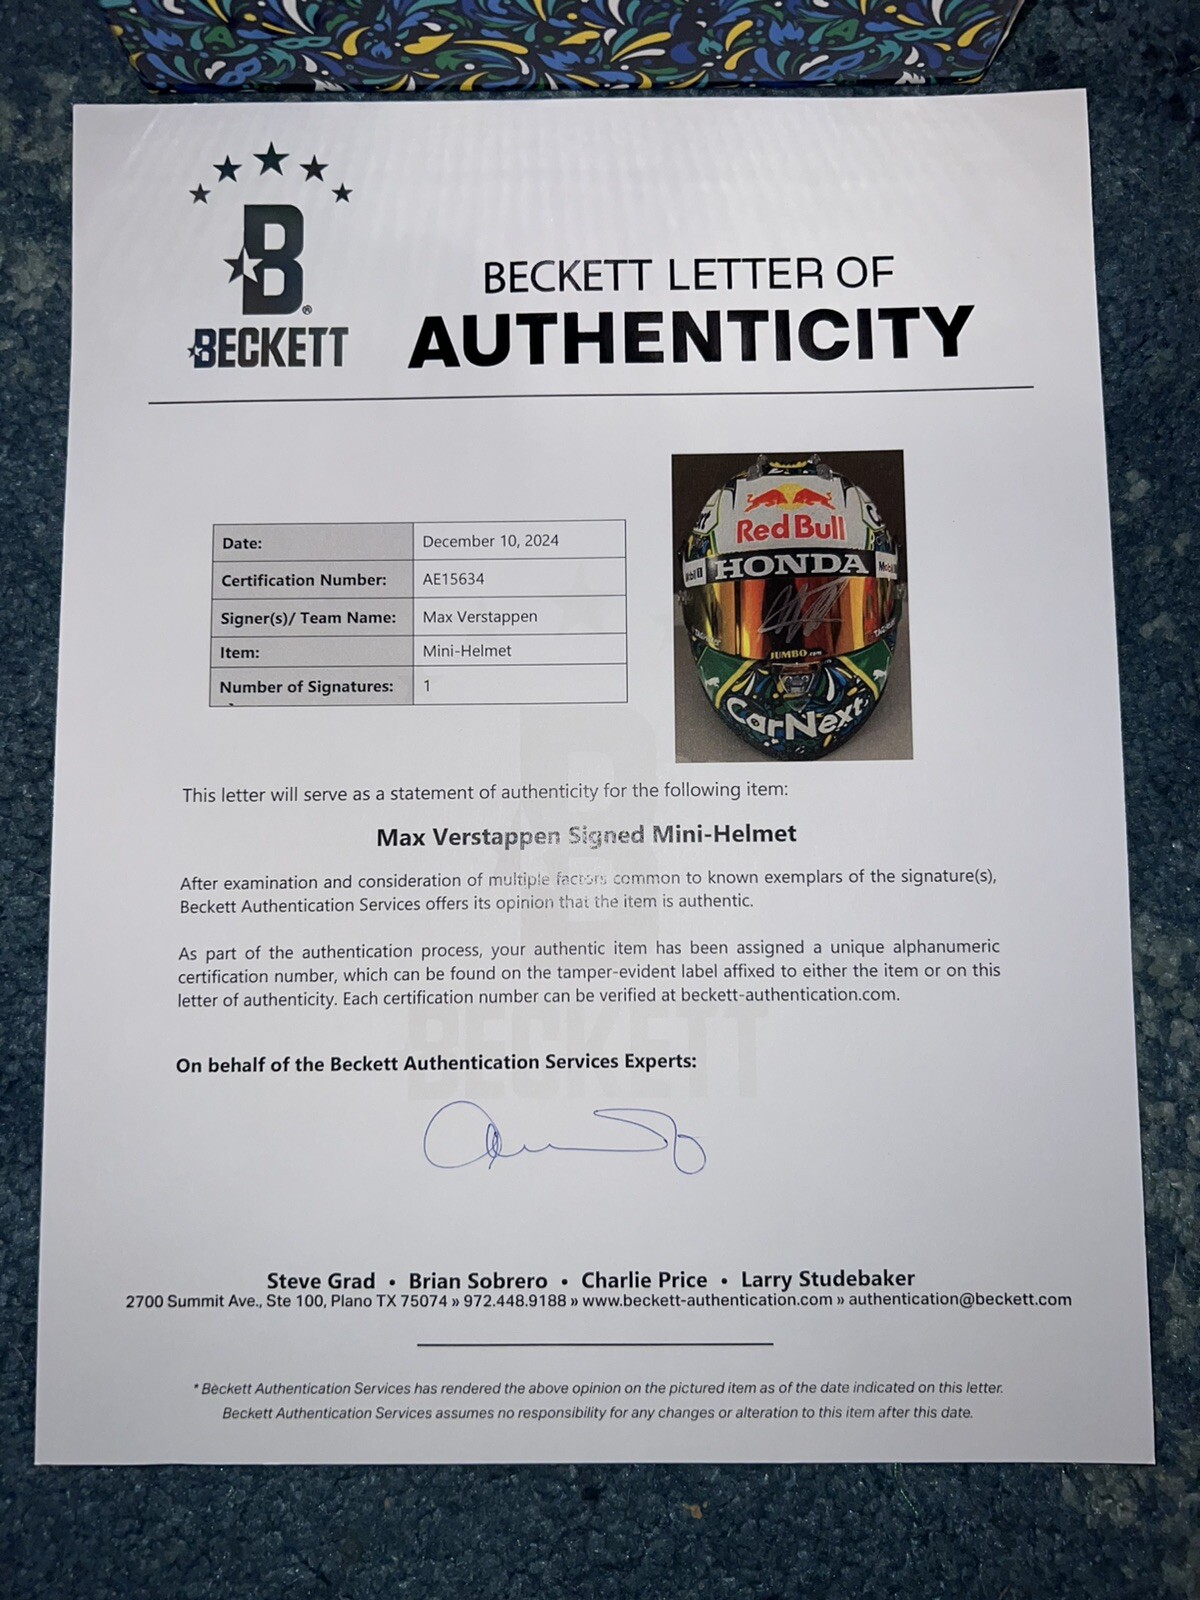 B®
BECKETT
BECKETT LETTER OF
AUTHENTICITY
Date: December 10, 2024
Certification Number: AE15634
Signer(s)/ Team Name: Max Verstappen
Item: Mini-Helmet
Number of Signatures: 1
Red Bull
HONDA
Mobil 1
JUMBO.com
CarNext
This letter will serve as a statement of authenticity for the following item:
Max Verstappen Signed Mini-Helmet
After examination and consideration of multiple factors common to known exemplars of the signature(s),
Beckett Authentication Services offers its opinion that the item is authentic.
As part of the authentication process, your authentic item has been assigned a unique alphanumeric
certification number, which can be found on the tamper-evident label affixed to either the item or on this
letter of authenticity. Each certification number can be verified at beckett-authentication.com.
BECKETT
On behalf of the Beckett Authentication Services Experts:
Steve Grad • Brian Sobrero • Charlie Price • Larry Studebaker
2700 Summit Ave., Ste 100, Plano TX 75074 » 972.448.9188 » www.beckett-authentication.com » authentication@beckett.com
* Beckett Authentication Services has rendered the above opinion on the pictured item as of the date indicated on this letter.
Beckett Authentication Services assumes no responsibility for any changes or alteration to this item after this date.